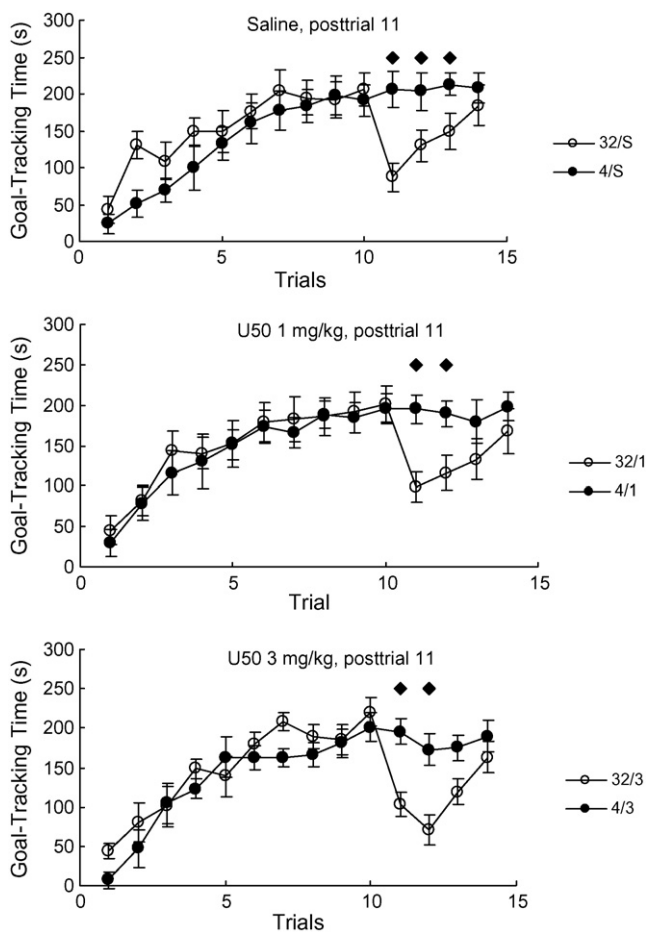 Saline, posttrial 11
Goal-Tracking Time (s)
300
250
200
150
100
50
0
0 5 10 15
Trials
32/S
4/S
U50 1 mg/kg, posttrial 11
Goal-Tracking Time (s)
300
250
200
150
100
50
0
0 5 10 15
Trial
32/1
4/1
U50 3 mg/kg, posttrial 11
Goal-Tracking Time (s)
300
250
200
150
100
50
0
0 5 10 15
Trials
32/3
4/3